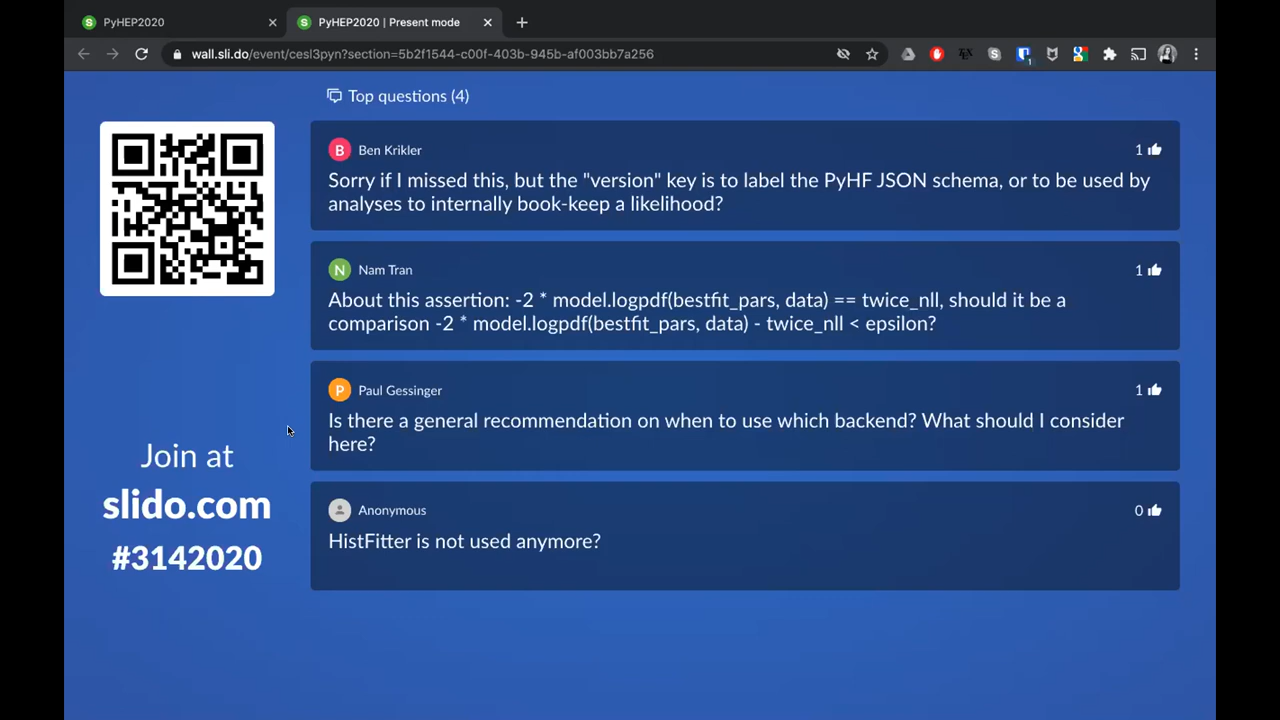 PyHEP2020
PyHEP2020 | Present mode
wall.sli.do/event/cesl3pyn?section=5b2f1544-c00f-403b-945b-af003bb7a256
Top questions (4)
B Ben Krikler 1
Sorry if I missed this, but the "version" key is to label the PyHF JSON schema, or to be used by
analyses to internally book-keep a likelihood?
N Nam Tran 1
About this assertion: -2 * model.logpdf(bestfit_pars, data) == twice_nll, should it be a
comparison -2 * model.logpdf(bestfit_pars, data) - twice_nll < epsilon?
P Paul Gessinger 1
Is there a general recommendation on when to use which backend? What should I consider
here?
Anonymous 0
HistFitter is not used anymore?
Join at
slido.com
#3142020